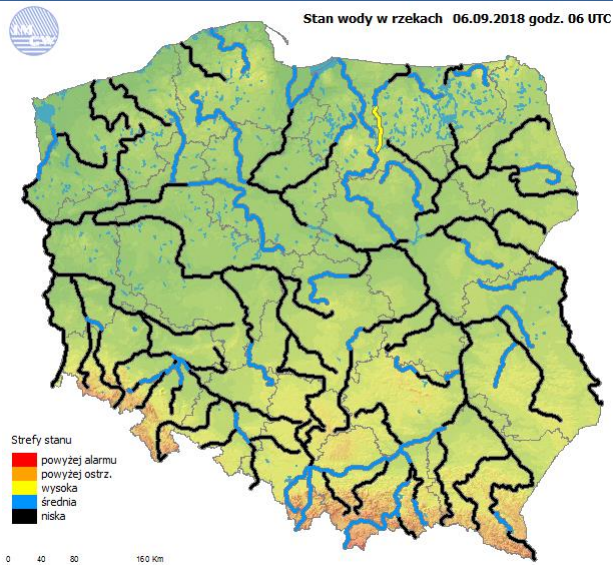 Stan wody w rzekach 06.09.2018 godz. 06 UTC
Strefy stanu
powyżej alarmu
powyżej ostrz.
wysoka
średnia
niska
0 40 80 160 Km